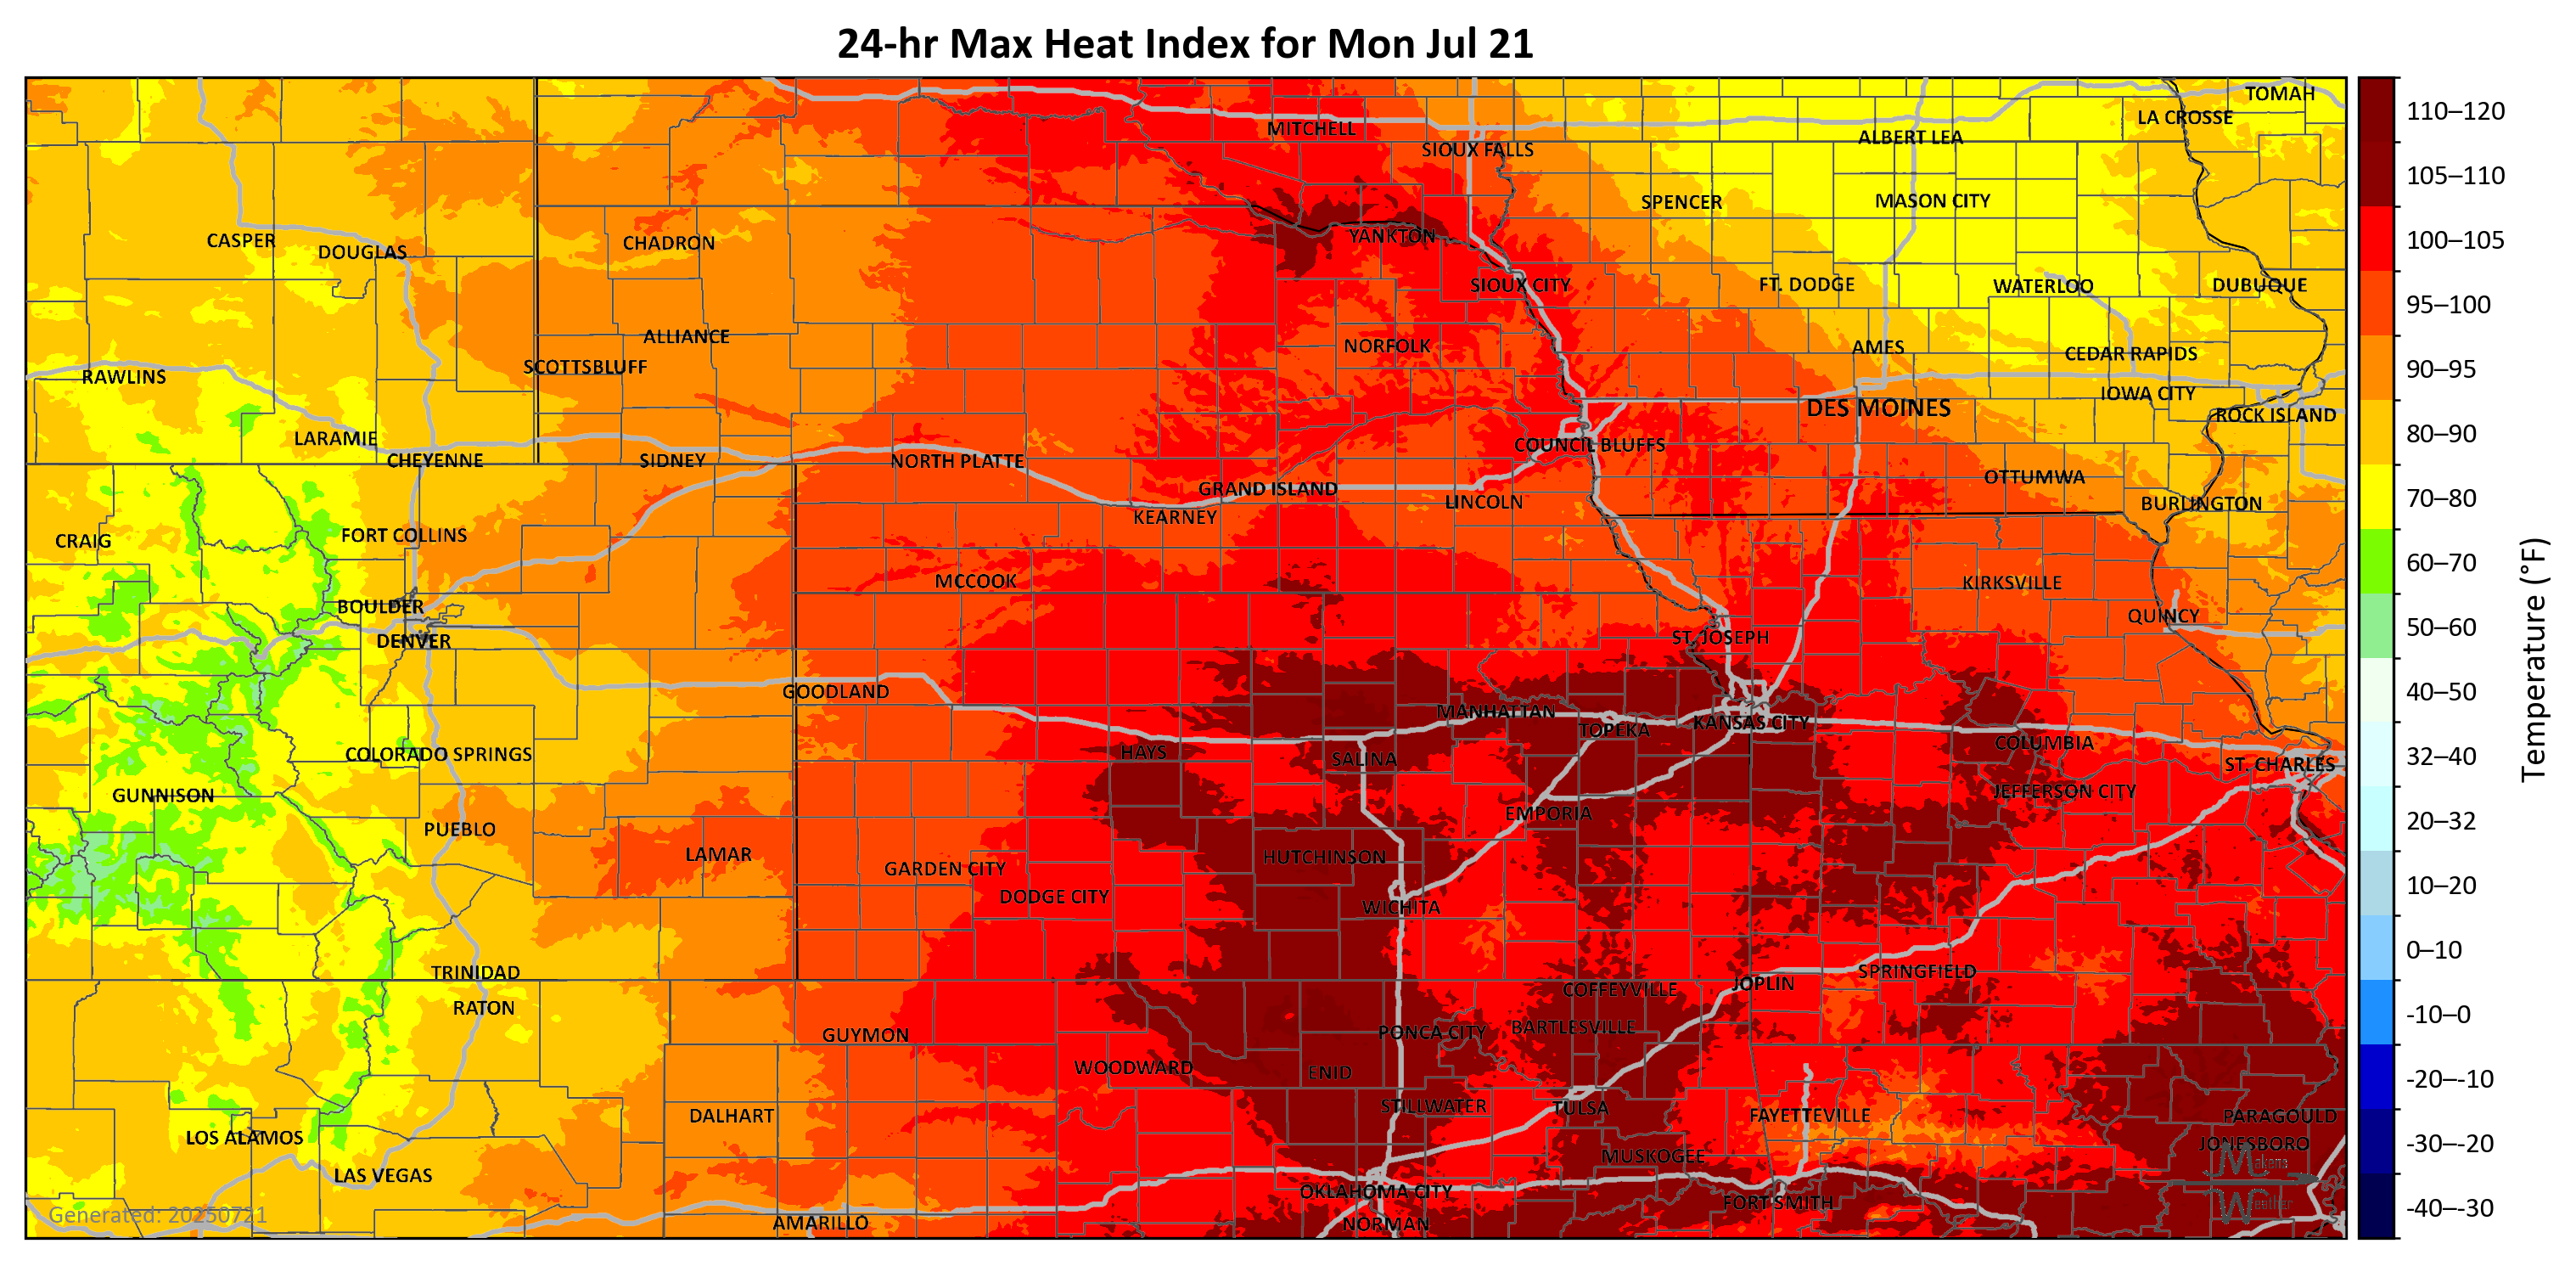 24-hr Max Heat Index for Mon Jul 21
TOMAH
LA CROSSE
MITCHELL
ALBERT LEA
SIOUX FALLS
SPENCER
MASON CITY
CASPER
DOUGLAS
CHADRON
YANKTON
SIOUX CITY
FT. DODGE
WATERLOO
DUBUQUE
ALLIANCE
NORFOLK
AMES
CEDAR RAPIDS
SCOTTSBLUFF
RAWLINS
IOWA CITY
DES MOINES
ROCK ISLAND
LARAMIE
COUNCIL BLUFFS
CHEYENNE
SIDNEY
NORTH PLATTE
OTTUMWA
GRAND ISLAND
LINCOLN
BURLINGTON
KEARNEY
FORT COLLINS
CRAIG
MCCOOK
KIRKSVILLE
BOULDER
QUINCY
DENVER
ST. JOSEPH
GOODLAND
MANHATTAN
TOPEKA
KANSAS CITY
COLUMBIA
COLORADO SPRINGS
HAYS
SALINA
ST. CHARLES
GUNNISON
JEFFERSON CITY
EMPORIA
PUEBLO
LAMAR
HUTCHINSON
GARDEN CITY
DODGE CITY
WICHITA
TRINIDAD
SPRINGFIELD
JOPLIN
COFFEYVILLE
RATON
GUYMON
PONCA CITY
BARTLESVILLE
WOODWARD
ENID
STILLWATER
TULSA
DALHART
FAYETTEVILLE
PARAGOULD
LOS ALAMOS
JONESBORO
MUSKOGEE
LAS VEGAS
OKLAHOMA CITY
FORT SMITH
AMARILLO
NORMAN
Makens
Weather
Generated: 20250721
110–120
105–110
100–105
95–100
90–95
80–90
70–80
60–70
50–60
40–50
32–40
20–32
10–20
0–10
-10–0
-20–-10
-30–-20
-40–-30
Temperature (°F)